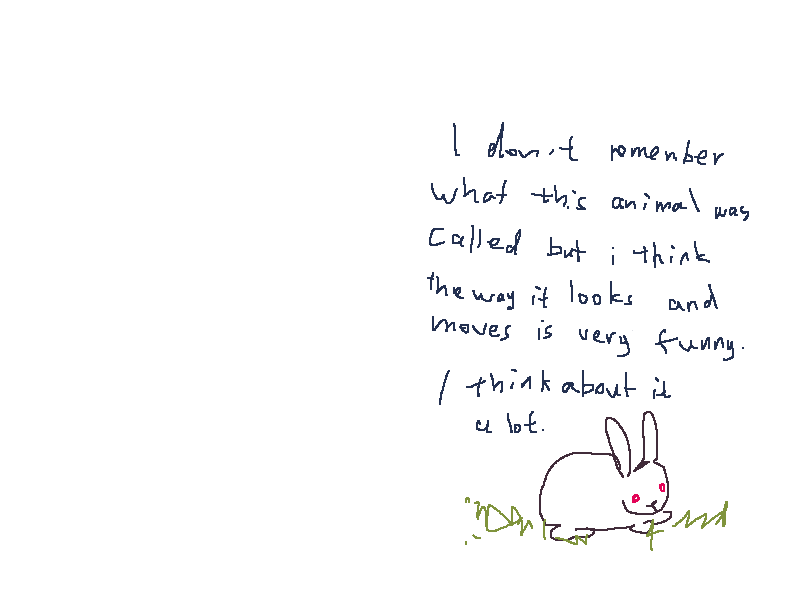 I don't remember
what this animal was
called but i think
the way it looks and
moves is very funny.
I think about it
a lot.